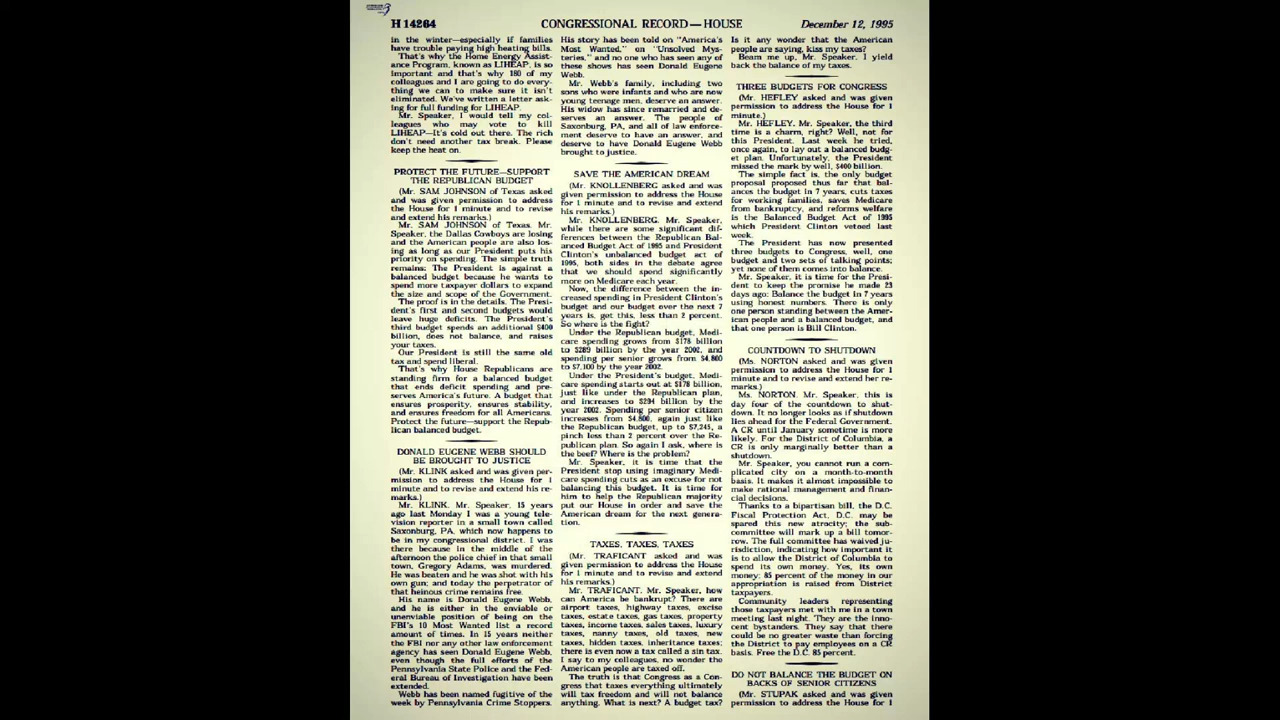 H 14264
CONGRESSIONAL RECORD—HOUSE
December 12, 1995
in the winter—especially if families
have trouble paying high heating bills.
That's why the Home Energy Assist-
ance Program, known as LIHEAP, is so
important and that's why 180 of my
colleagues and I are going to do every-
thing we can to make sure it isn't
eliminated. We've written a letter ask-
ing for full funding for LIHEAP.
Mr. Speaker, I would tell my col-
leagues who may vote to kill
LIHEAP—It's cold out there. The rich
don't need another tax break. Please
keep the heat on.
PROTECT THE FUTURE—SUPPORT
THE REPUBLICAN BUDGET
(Mr. SAM JOHNSON of Texas asked
and was given permission to address
the House for 1 minute and to revise
and extend his remarks.)
Mr. SAM JOHNSON of Texas. Mr.
Speaker, the Dallas Cowboys are losing
and the American people are also los-
ing as long as our President puts his
priority on spending. The simple truth
remains: The President is against a
balanced budget because he wants to
spend more taxpayer dollars to expand
the size and scope of the Government.
The proof is in the details. The Presi-
dent's first and second budgets would
leave huge deficits. The President's
third budget spends an additional $400
billion, does not balance, and raises
your taxes.
Our President is still the same old
tax and spend liberal.
That's why House Republicans are
standing firm for a balanced budget
that ends deficit spending and pre-
serves America's future. A budget that
ensures prosperity, ensures stability,
and ensures freedom for all Americans.
Protect the future—support the Repub-
lican balanced budget.
DONALD EUGENE WEBB SHOULD
BE BROUGHT TO JUSTICE
(Mr. KLINK asked and was given per-
mission to address the House for 1
minute and to revise and extend his re-
marks.)
Mr. KLINK. Mr. Speaker, 15 years
ago last Monday I was a young tele-
vision reporter in a small town called
Saxonburg, PA, which now happens to
be in my congressional district. I was
there because in the middle of the
afternoon the police chief in that small
town, Gregory Adams, was murdered.
He was beaten and he was shot with his
own gun; and today the perpetrator of
that heinous crime remains free.
His name is Donald Eugene Webb,
and he is either in the enviable or
unenviable position of being on the
FBI's 10 Most Wanted list a record
amount of times. In 15 years neither
the FBI nor any other law enforcement
agency has seen Donald Eugene Webb,
even though the full efforts of the
Pennsylvania State Police and the Fed-
eral Bureau of Investigation have been
extended.
Webb has been named fugitive of the
week by Pennsylvania Crime Stoppers.
His story has been told on "America's
Most Wanted," on "Unsolved Mys-
teries," and no one who has seen any of
these shows has seen Donald Eugene
Webb.
Mr. Webb's family, including two
sons who were infants and who are now
young teenage men, deserve an answer.
His widow has since remarried and de-
serves an answer. The people of
Saxonburg, PA, and all of law enforce-
ment deserve to have an answer, and
deserve to have Donald Eugene Webb
brought to justice.
SAVE THE AMERICAN DREAM
(Mr. KNOLLENBERG asked and was
given permission to address the House
for 1 minute and to revise and extend
his remarks.)
Mr. KNOLLENBERG. Mr. Speaker,
while there are some significant dif-
ferences between the Republican Bal-
anced Budget Act of 1995 and President
Clinton's unbalanced budget act of
1995, both sides in the debate agree
that we should spend significantly
more on Medicare each year.
Now, the difference between the in-
creased spending in President Clinton's
budget and our budget over the next 7
years is, get this, less than 2 percent.
So where is the fight?
Under the Republican budget, Medi-
care spending grows from $178 billion
to $289 billion by the year 2002, and
spending per senior grows from $4,800
to $7,100 by the year 2002.
Under the President's budget, Medi-
care spending starts out at $178 billion,
just like under the Republican plan,
and increases to $294 billion by the
year 2002. Spending per senior citizen
increases from $4,800, again just like
the Republican budget, up to $7,245, a
pinch less than 2 percent over the Re-
publican plan. So again I ask, where is
the beef? Where is the problem?
Mr. Speaker, it is time that the
President stop using imaginary Medi-
care spending cuts as an excuse for not
balancing this budget. It is time for
him to help the Republican majority
put our House in order and save the
American dream for the next genera-
tion.
TAXES, TAXES, TAXES
(Mr. TRAFICANT asked and was
given permission to address the House
for 1 minute and to revise and extend
his remarks.)
Mr. TRAFICANT. Mr. Speaker, how
can America be bankrupt? There are
airport taxes, highway taxes, excise
taxes, estate taxes, gas taxes, property
taxes, income taxes, sales taxes, luxury
taxes, nanny taxes, old taxes, new
taxes, hidden taxes, inheritance taxes;
there is even now a tax called a sin tax.
I say to my colleagues, no wonder the
American people are taxed off.
The truth is that Congress as a Con-
gress that taxes everything ultimately
will tax freedom and will not balance
anything. What is next? A budget tax?
Is it any wonder that the American
people are saying, kiss my taxes?
Beam me up, Mr. Speaker. I yield
back the balance of my taxes.
THREE BUDGETS FOR CONGRESS
(Mr. HEFLEY asked and was given
permission to address the House for 1
minute.)
Mr. HEFLEY. Mr. Speaker, the third
time is a charm, right? Well, not for
this President. Last week he tried,
once again, to lay out a balanced budg-
et plan. Unfortunately, the President
missed the mark by well, $400 billion.
The simple fact is, the only budget
proposal proposed thus far that bal-
ances the budget in 7 years, cuts taxes
for working families, saves Medicare
from bankruptcy, and reforms welfare
is the Balanced Budget Act of 1995
which President Clinton vetoed last
week.
The President has now presented
three budgets to Congress, well, one
budget and two sets of talking points;
yet none of them comes into balance.
Mr. Speaker, it is time for the Presi-
dent to keep the promise he made 23
days ago: Balance the budget in 7 years
using honest numbers. There is only
one person standing between the Amer-
ican people and a balanced budget, and
that one person is Bill Clinton.
COUNTDOWN TO SHUTDOWN
(Ms. NORTON asked and was given
permission to address the House for 1
minute and to revise and extend her re-
marks.)
Ms. NORTON. Mr. Speaker, this is
day four of the countdown to shut-
down. It no longer looks as if shutdown
lies ahead for the Federal Government.
A CR until January sometime is more
likely. For the District of Columbia, a
CR is only marginally better than a
shutdown.
Mr. Speaker, you cannot run a com-
plicated city on a month-to-month
basis. It makes it almost impossible to
make rational management and finan-
cial decisions.
Thanks to a bipartisan bill, the D.C.
Fiscal Protection Act, D.C. may be
spared this new atrocity; the sub-
committee will mark up a bill tomor-
row. The full committee has waived ju-
risdiction, indicating how important it
is to allow the District of Columbia to
spend its own money. Yes, its own
money; 85 percent of the money in our
appropriation is raised from District
taxpayers.
Community leaders representing
those taxpayers met with me in a town
meeting last night. They are the inno-
cent bystanders. They say that there
could be no greater waste than forcing
the District to pay employees on a CR
basis. Free the D.C. 85 percent.
DO NOT BALANCE THE BUDGET ON
BACKS OF SENIOR CITIZENS
(Mr. STUPAK asked and was given
permission to address the House for 1